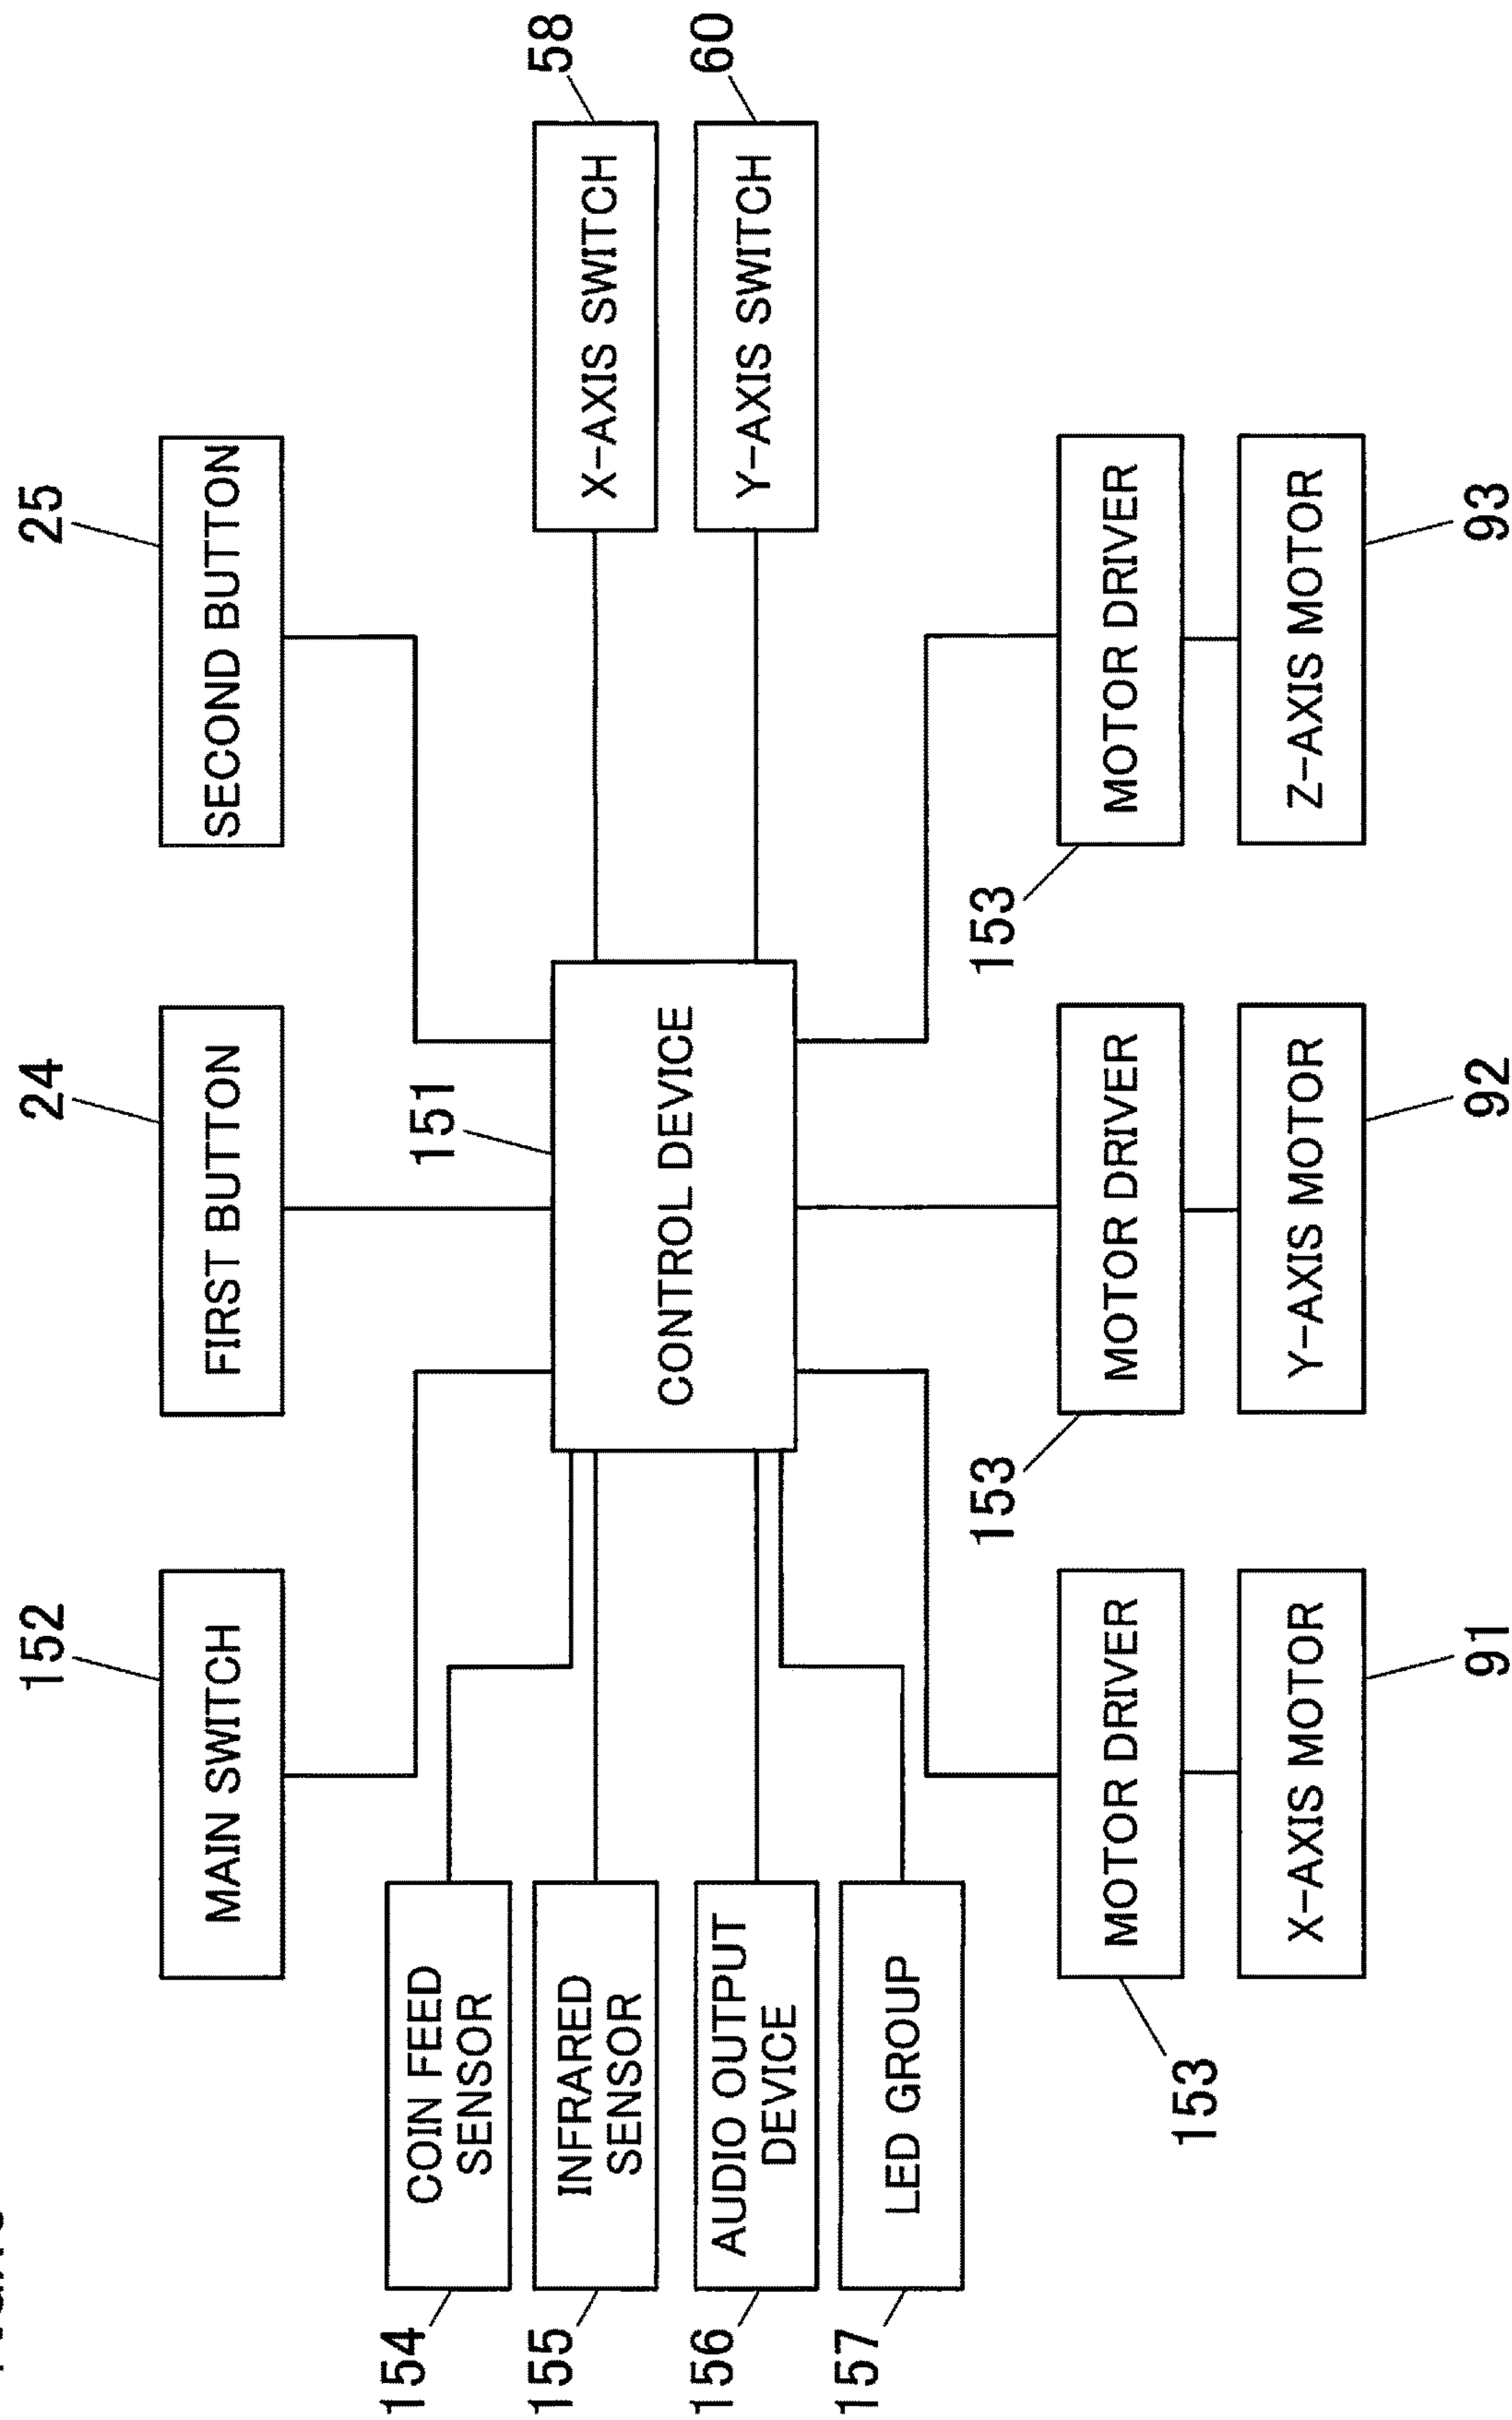 152
24
25
MAIN SWITCH
FIRST BUTTON
SECOND BUTTON
154
COIN FEED
SENSOR
151
155
INFRARED
SENSOR
CONTROL DEVICE
X-AXIS SWITCH
58
156
AUDIO OUTPUT
DEVICE
Y-AXIS SWITCH
60
157
LED GROUP
153
153
153
MOTOR DRIVER
MOTOR DRIVER
MOTOR DRIVER
X-AXIS MOTOR
Y-AXIS MOTOR
Z-AXIS MOTOR
91
92
93